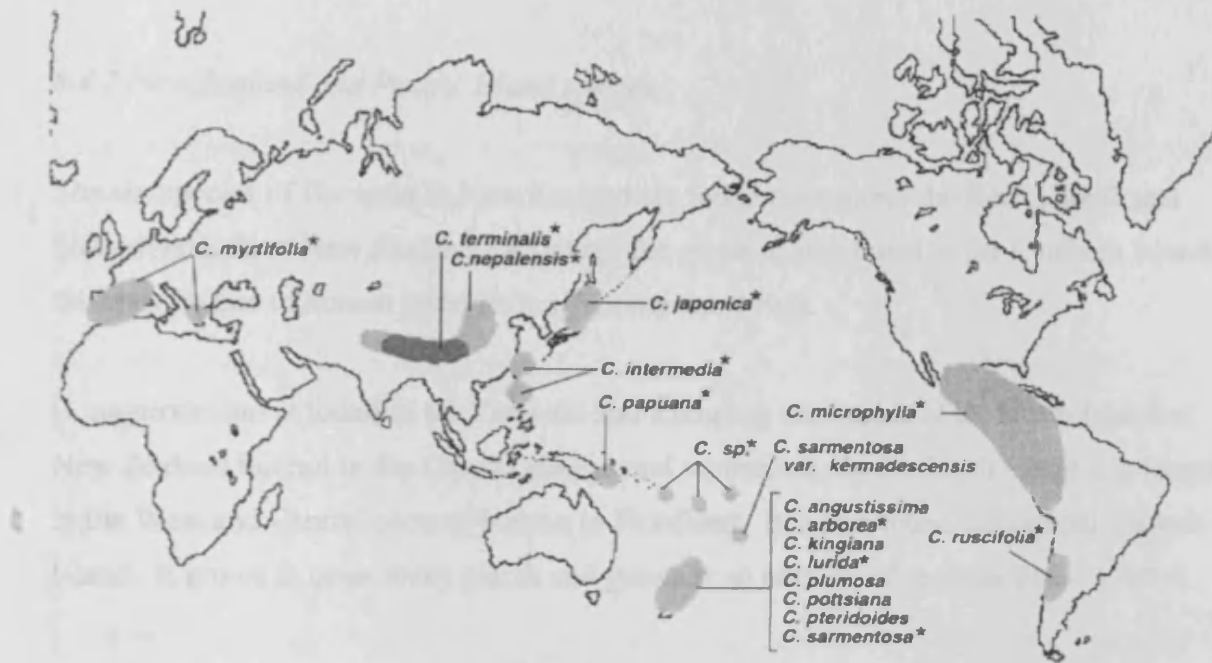 C. myrtifolia*
C. terminalis*
C. nepalensis*
C. japonica*
C. intermedia*
C. papuana*
C. microphylla*
C. sp.*
C. sarmentosa
var. kermadescensis
C. angustissima
C. arborea*
C. kingiana
C. lurida*
C. plumosa
C. pottsiana
C. pteridoides
C. sarmentosa*
C. ruscifolia*